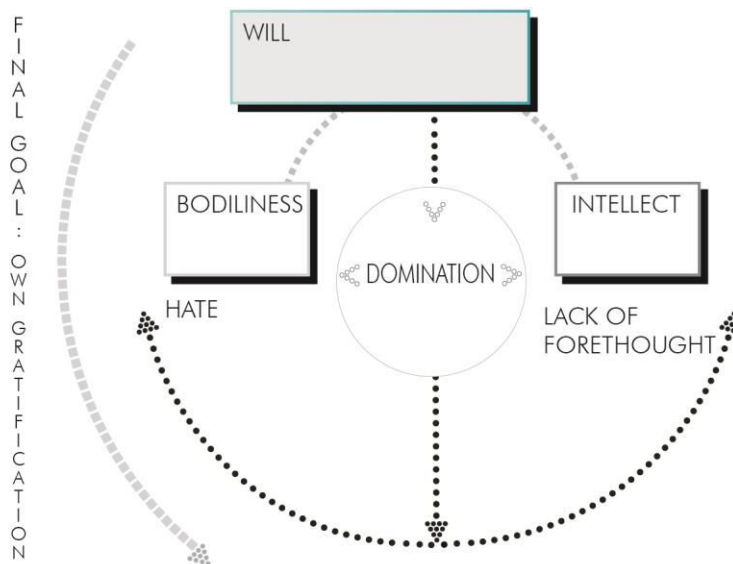 FINAL GOAL: OWN GRATIFICATION
WILL
BODILINESS
INTELLECT
DOMINATION
HATE
LACK OF
FORETHOUGHT